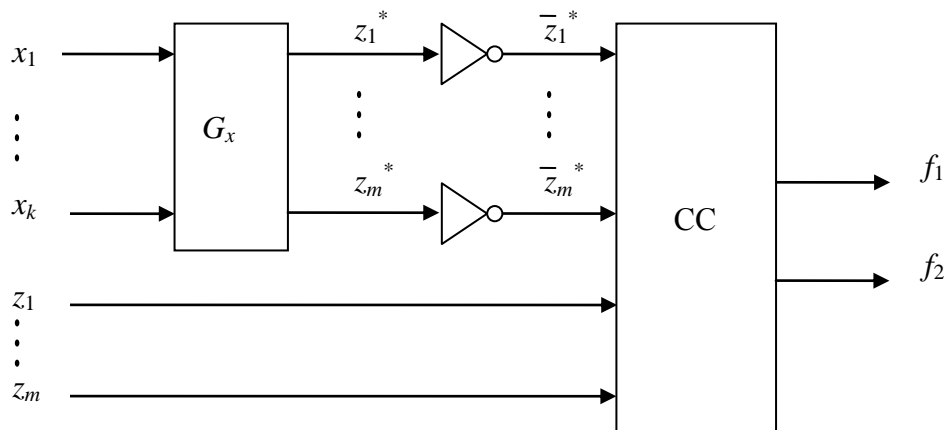 x₁ z₁* z̄₁*
Gₓ
xₖ zₘ* z̄ₘ*
CC
f₁
f₂
z₁
zₘ